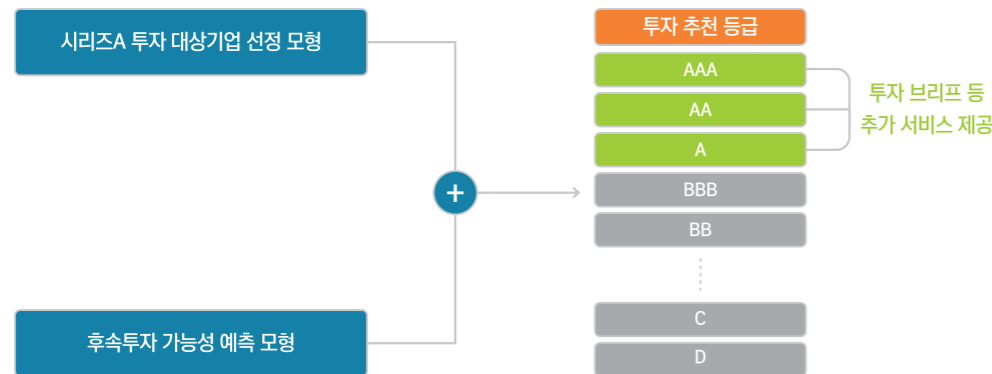 시리즈A 투자 대상기업 선정 모형
후속투자 가능성 예측 모형
+
투자 추천 등급
AAA
AA
A
BBB
BB
C
D
투자 브리프 등
추가 서비스 제공